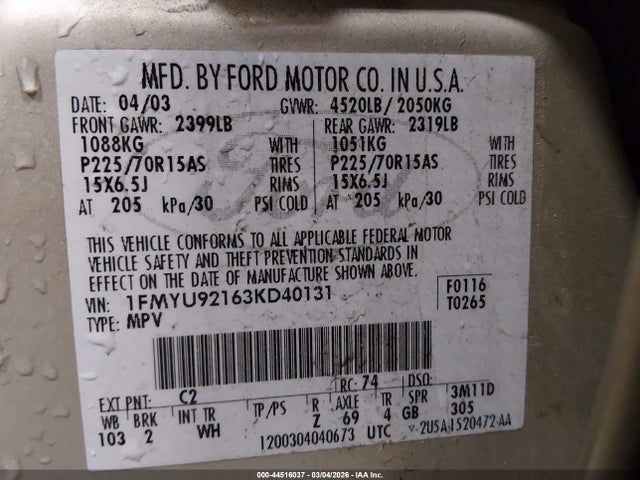 MFD. BY FORD MOTOR CO. IN U.S.A.
DATE: 04/03 GVWR: 4520LB/ 2050KG
FRONT GAWR: 2399LB REAR GAWR: 2319LB
1088KG WITH 1051KG WITH
P225/70R15AS TIRES P225/70R15AS TIRES
15X6.5J RIMS 15X6.5J RIMS
AT 205 kPa/30 PSI COLD AT 205 kPa/30 PSI COLD
THIS VEHICLE CONFORMS TO ALL APPLICABLE FEDERAL MOTOR
VEHICLE SAFETY AND THEFT PREVENTION STANDARDS IN
EFFECT ON THE DATE OF MANUFACTURE SHOWN ABOVE.
VIN: 1FMYU92163KD40131 F0116
TYPE: MPV T0265
EXT PNT: C2 RC: 74 DSO:
WB BRK INT TR TP/PS R AXLE TR SPR 3M11D
103 2 WH Z 69 4 GB 305
1200304040673 UTC 2U5A-1520472-AA
000-44516037 - 03/04/2026 - IAAI, Inc.